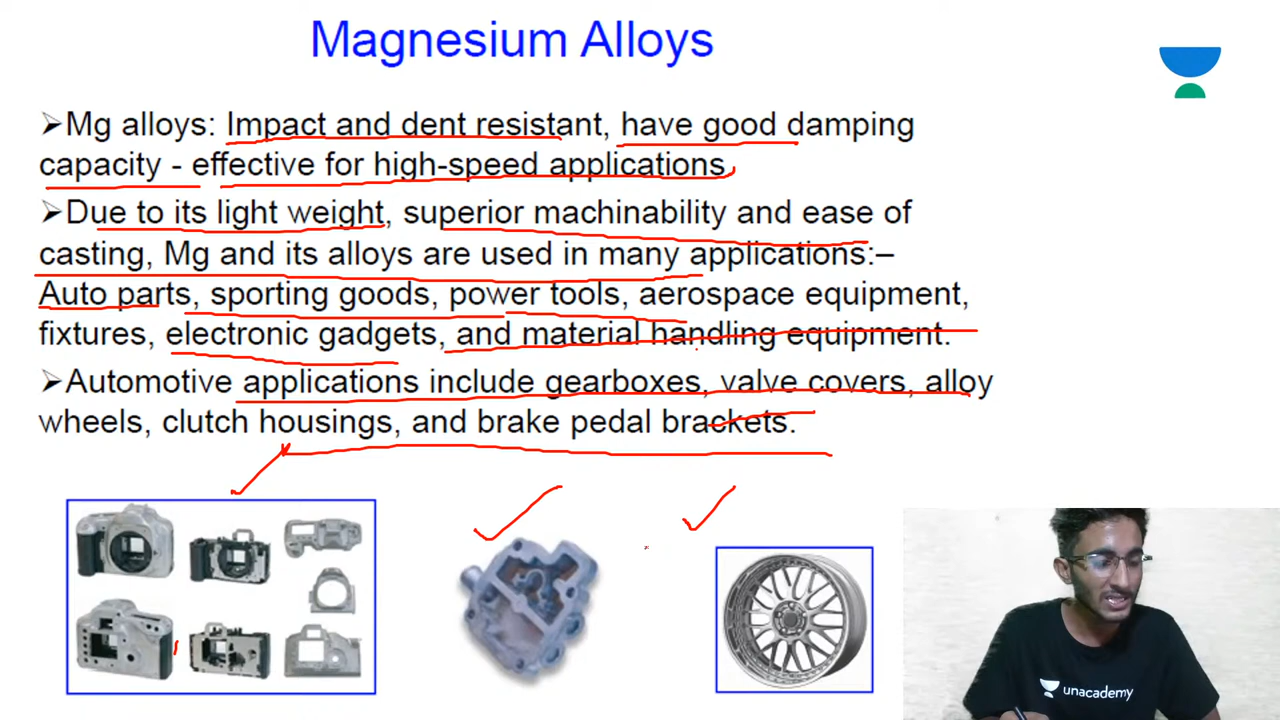 Magnesium Alloys
➢Mg alloys: Impact and dent resistant, have good damping
capacity - effective for high-speed applications
➢Due to its light weight, superior machinability and ease of
casting, Mg and its alloys are used in many applications:–
Auto parts, sporting goods, power tools, aerospace equipment,
fixtures, electronic gadgets, and material handling equipment.
➢Automotive applications include gearboxes, valve covers, alloy
wheels, clutch housings, and brake pedal brackets.
unacademy